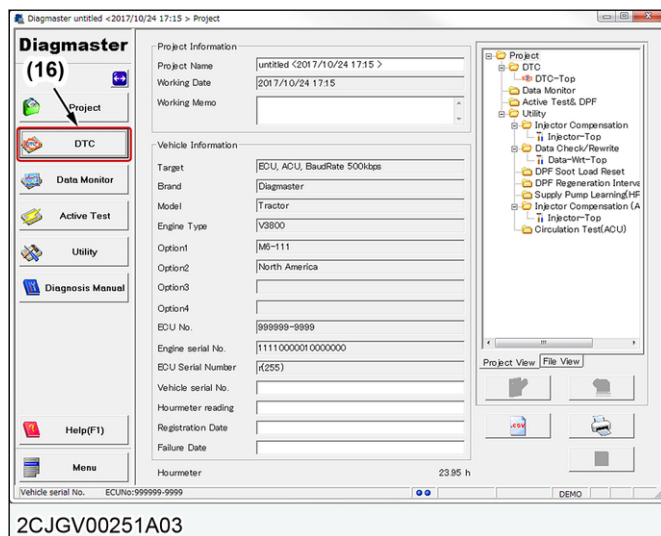 Diagmaster untitled <2017/10/24 17:15 > Project
Diagmaster
(16)
Project
DTC
Data Monitor
Active Test
Utility
Diagnosis Manual
Help(F1)
Menu
Project Information
Project Name untitled <2017/10/24 17:15 >
Working Date 2017/10/24 17:15
Working Memo
Vehicle Information
Target ECU, ACU, BaudRate 500kbps
Brand Diagmaster
Model Tractor
Engine Type V3800
Option1 M6-111
Option2 North America
Option3
Option4
ECU No. 999999-9999
Engine serial No. 11110000010000000
ECU Serial Number (255)
Vehicle serial No.
Hourmeter reading
Registration Date
Failure Date
Hourmeter 23.95 h
Project
DTC
DTC-Top
Data Monitor
Active Test& DPF
Utility
Injector Compensation
Injector-Top
Data Check/Rewrite
Data-Wrt-Top
DPF Soot Load Reset
DPF Regeneration Interva
Supply Pump Learning(HF
Injector Compensation (A
Injector-Top
Circulation Test(ACU)
Project View File View
.csv
Vehicle serial No. ECUNo:999999-9999 DEMO
2CJGV00251A03